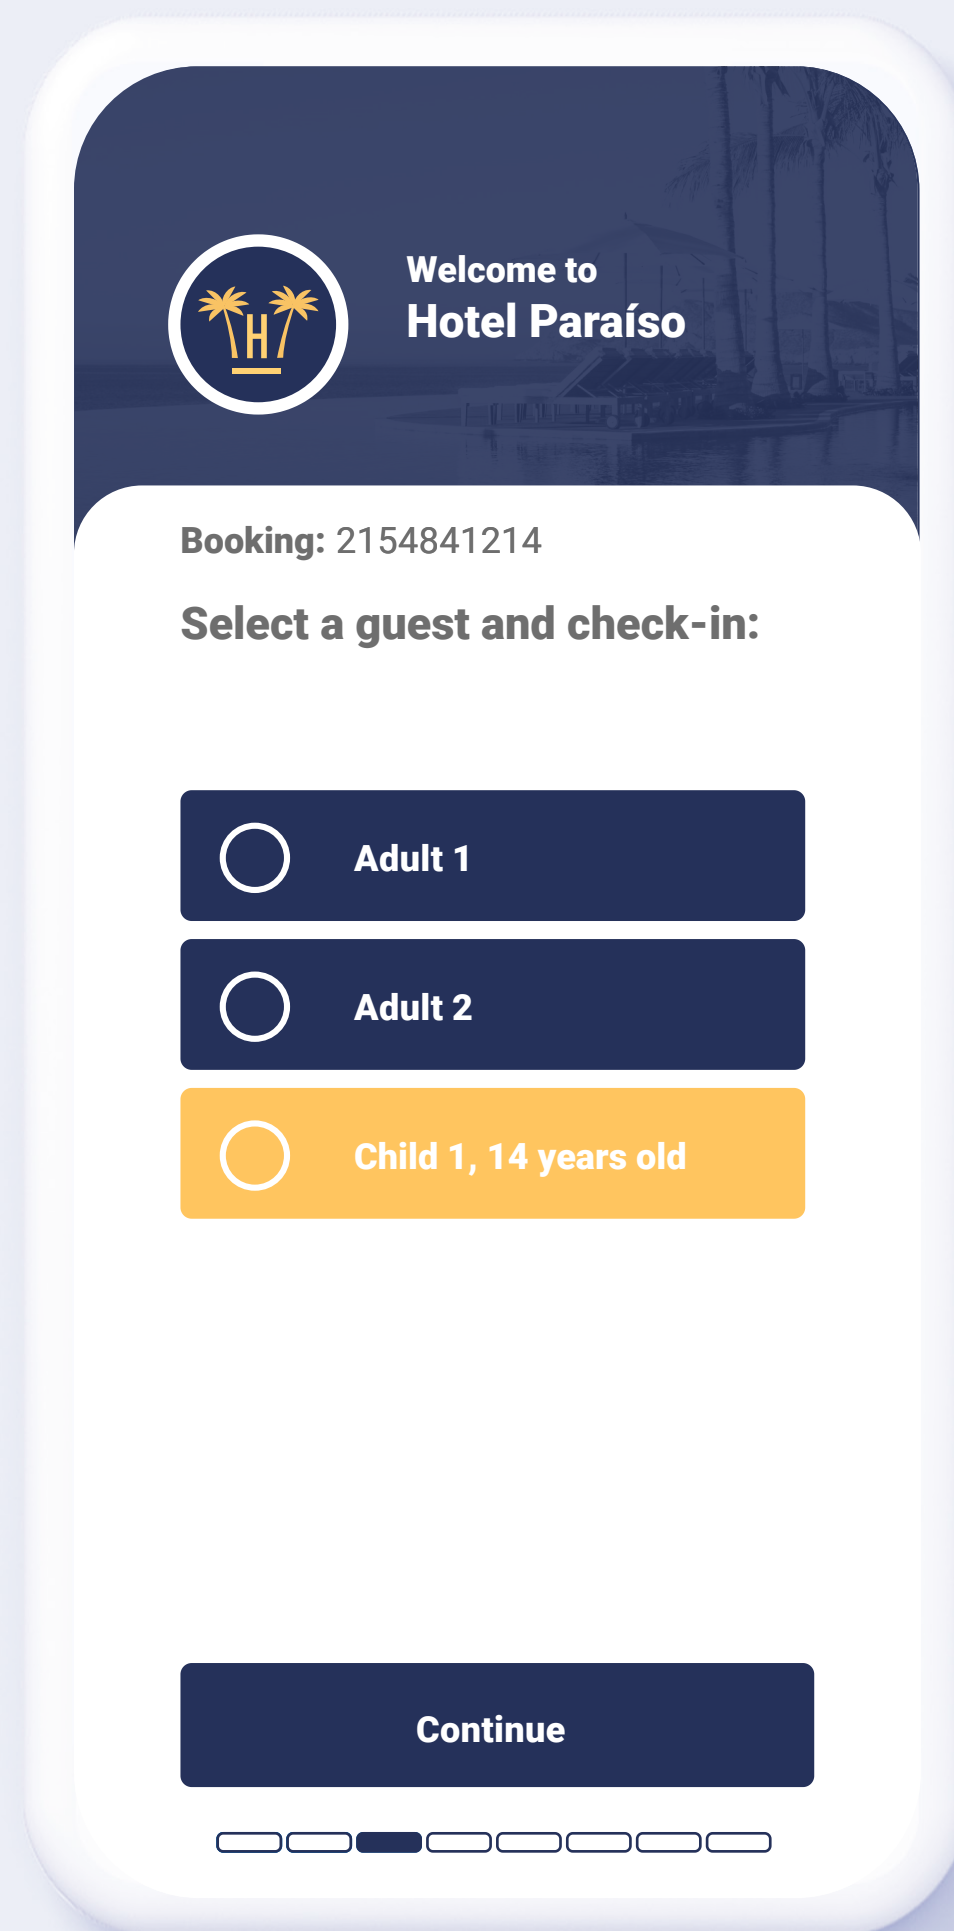 H
Welcome to
Hotel Paraíso
Booking: 2154841214
Select a guest and check-in:
Adult 1
Adult 2
Child 1, 14 years old
Continue